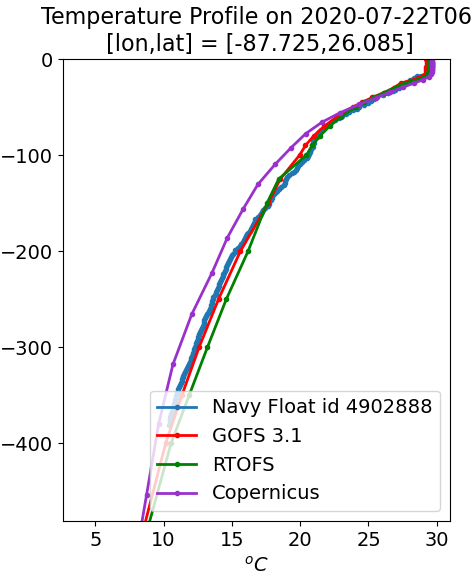 Temperature Profile on 2020-07-22T06
[lon,lat] = [-87.725,26.085]
0
−100
−200
−300
−400
Navy Float id 4902888
GOFS 3.1
RTOFS
Copernicus
5 10 15 20 25 30
°C